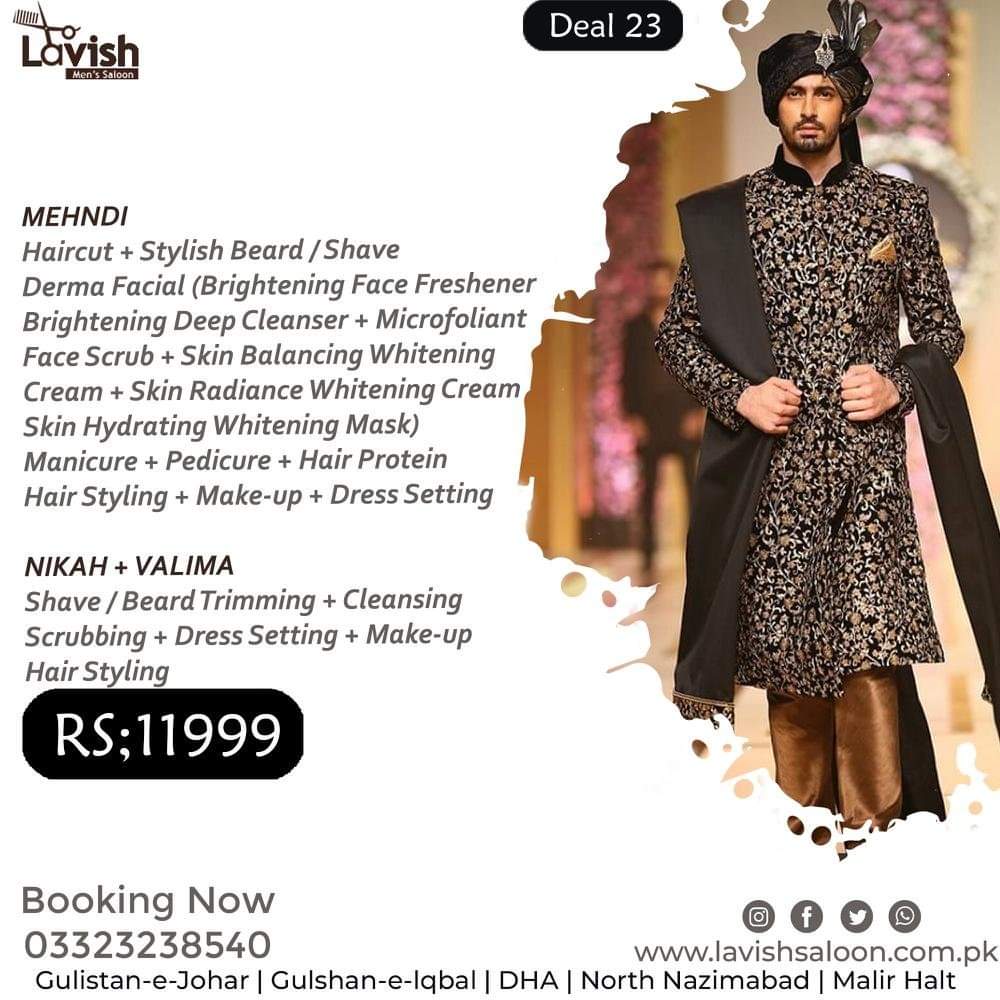 Lavish
Men's Saloon
Deal 23
MEHNDI
Haircut + Stylish Beard / Shave
Derma Facial (Brightening Face Freshener
Brightening Deep Cleanser + Microfoliant
Face Scrub + Skin Balancing Whitening
Cream + Skin Radiance Whitening Cream
Skin Hydrating Whitening Mask)
Manicure + Pedicure + Hair Protein
Hair Styling + Make-up + Dress Setting
NIKAH + VALIMA
Shave / Beard Trimming + Cleansing
Scrubbing + Dress Setting + Make-up
Hair Styling
RS;11999
Booking Now
03323238540
www.lavishsaloon.com.pk
Gulistan-e-Johar | Gulshan-e-Iqbal | DHA | North Nazimabad | Malir Halt